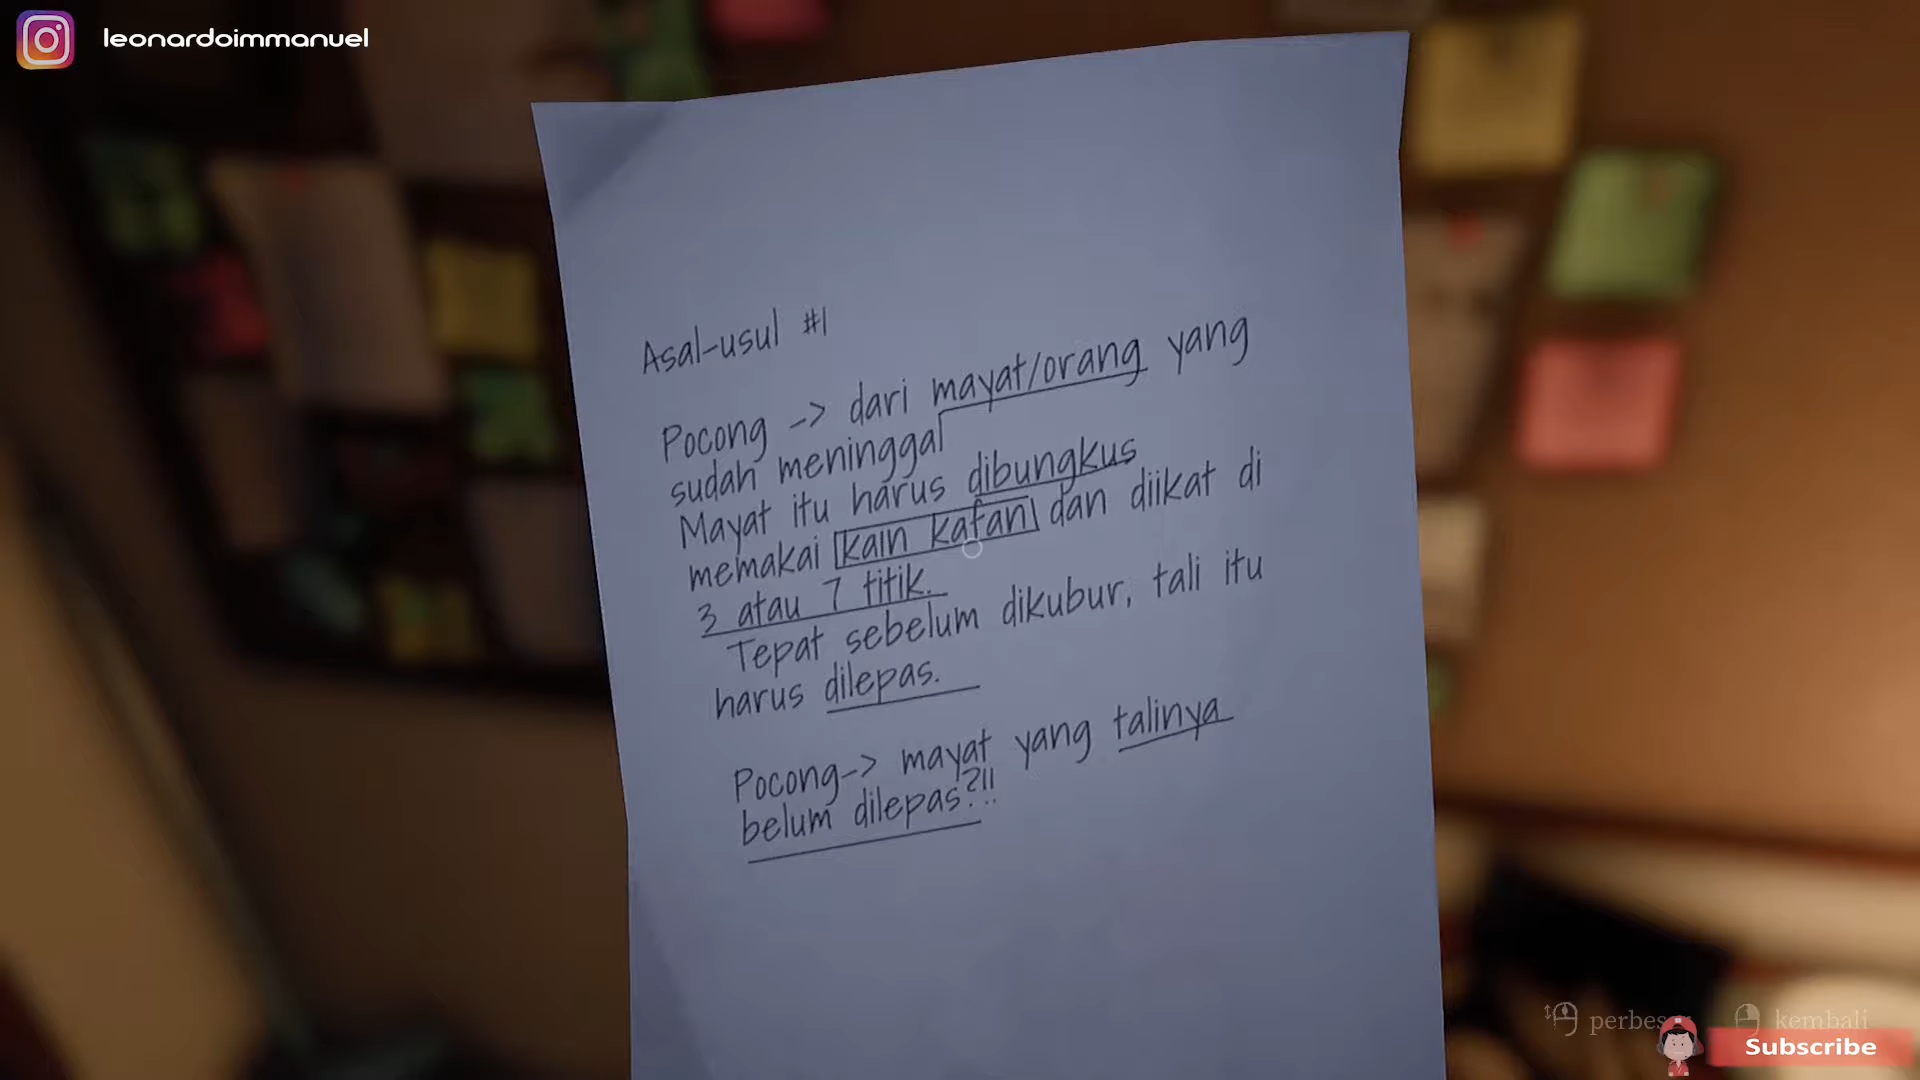 leonardoimmanuel
Asal-usul #1
Pocong -> dari mayat/orang yang
sudah meninggal
Mayat itu harus dibungkus
memakai kain kafan dan diikat di
3 atau 7 titik.
Tepat sebelum dikubur, tali itu
harus dilepas.
Pocong-> mayat yang talinya
belum dilepas?!!
kembali
Subscribe